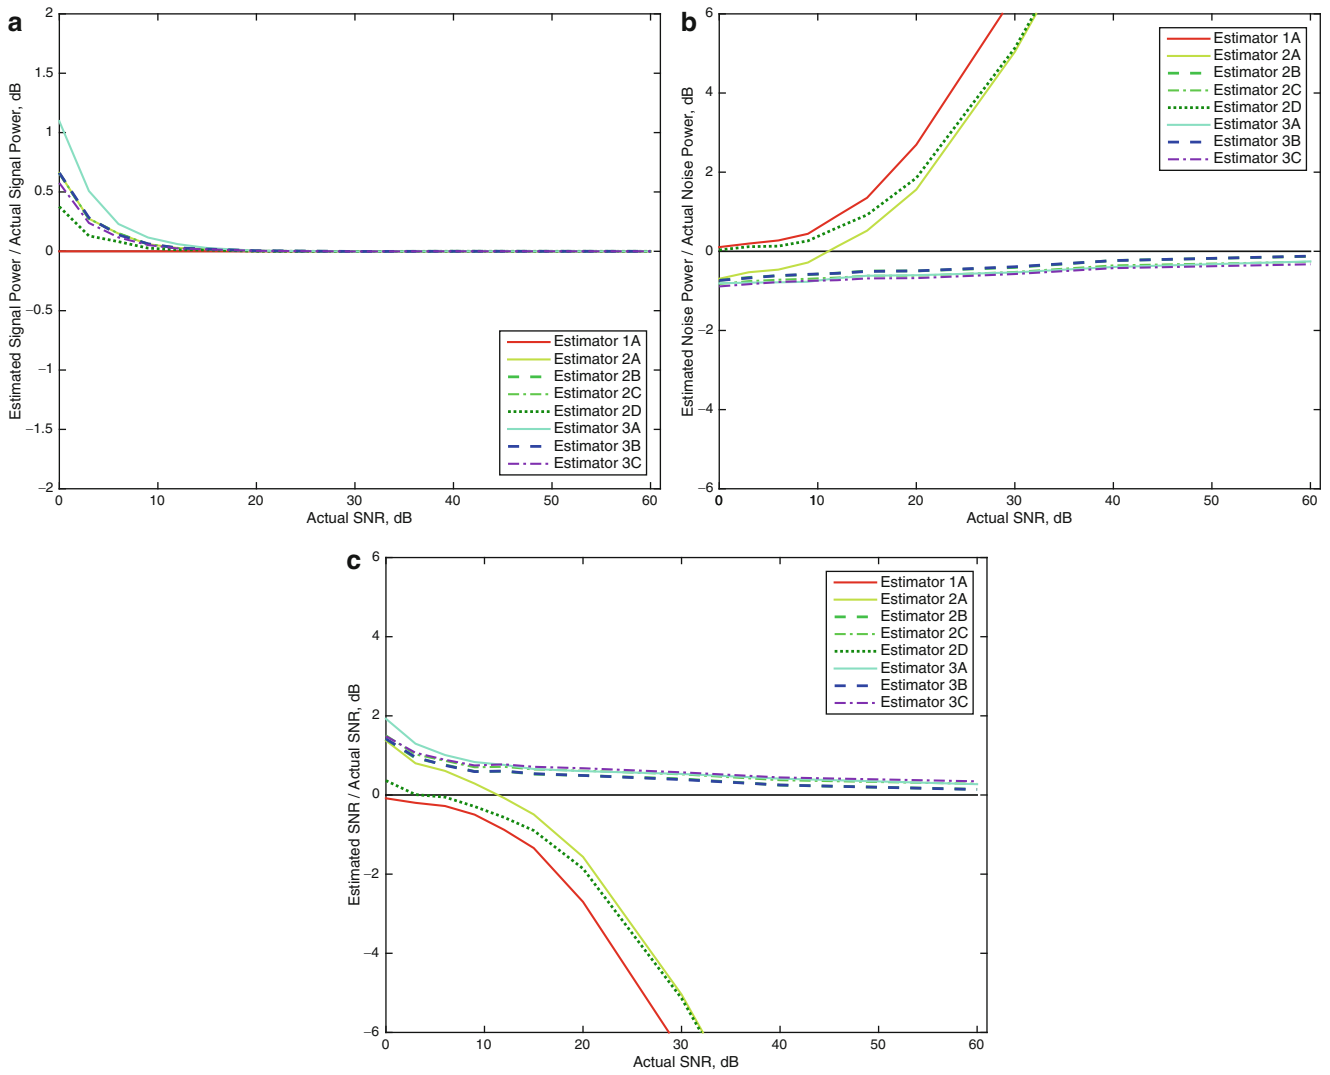 a
Estimated Signal Power / Actual Signal Power, dB
2
1.5
1
0.5
0
−0.5
−1
−1.5
−2
0 10 20 30 40 50 60
Actual SNR, dB
Estimator 1A
Estimator 2A
Estimator 2B
Estimator 2C
Estimator 2D
Estimator 3A
Estimator 3B
Estimator 3C
b
Estimated Noise Power / Actual Noise Power, dB
6
4
2
0
−2
−4
−6
0 10 20 30 40 50 60
Actual SNR, dB
Estimator 1A
Estimator 2A
Estimator 2B
Estimator 2C
Estimator 2D
Estimator 3A
Estimator 3B
Estimator 3C
c
Estimated SNR / Actual SNR, dB
6
4
2
0
−2
−4
−6
0 10 20 30 40 50 60
Actual SNR, dB
Estimator 1A
Estimator 2A
Estimator 2B
Estimator 2C
Estimator 2D
Estimator 3A
Estimator 3B
Estimator 3C